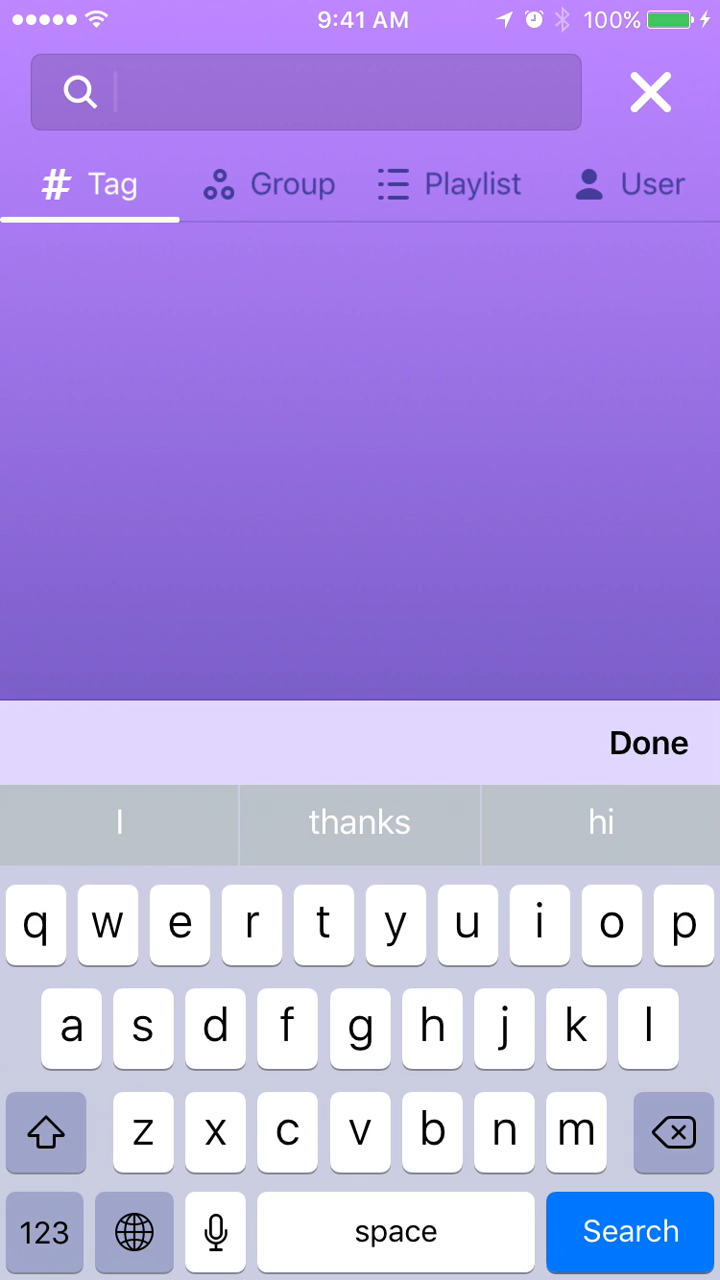 9:41 AM 100%
# Tag Group Playlist User
Done
I thanks hi
q w e r t y u i o p
a s d f g h j k l
z x c v b n m
123 space Search